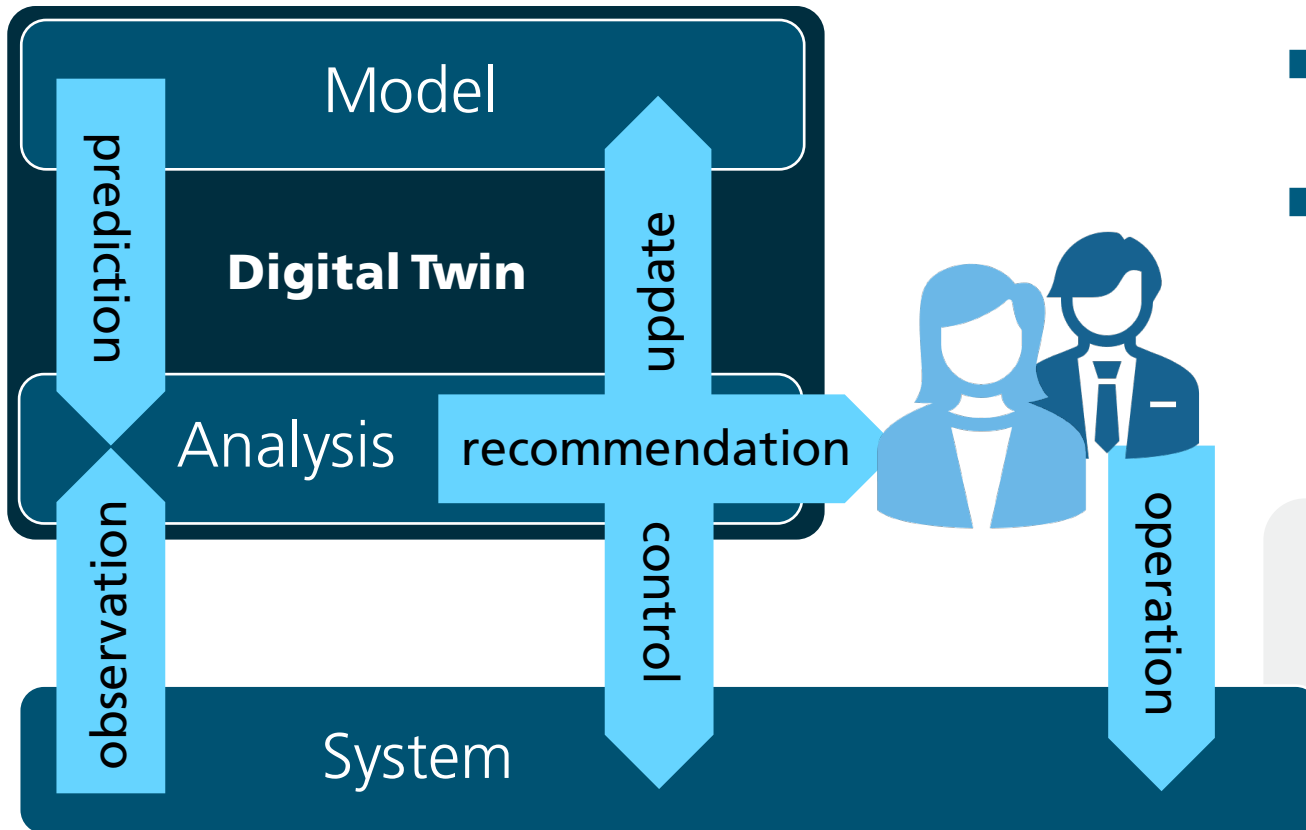 Model
prediction
update
Digital Twin
Analysis
recommendation
observation
control
operation
System